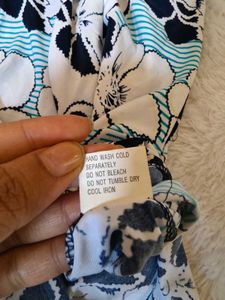 HAND WASH COLD
SEPARATELY
DO NOT BLEACH
DO NOT TUMBLE DRY
COOL IRON